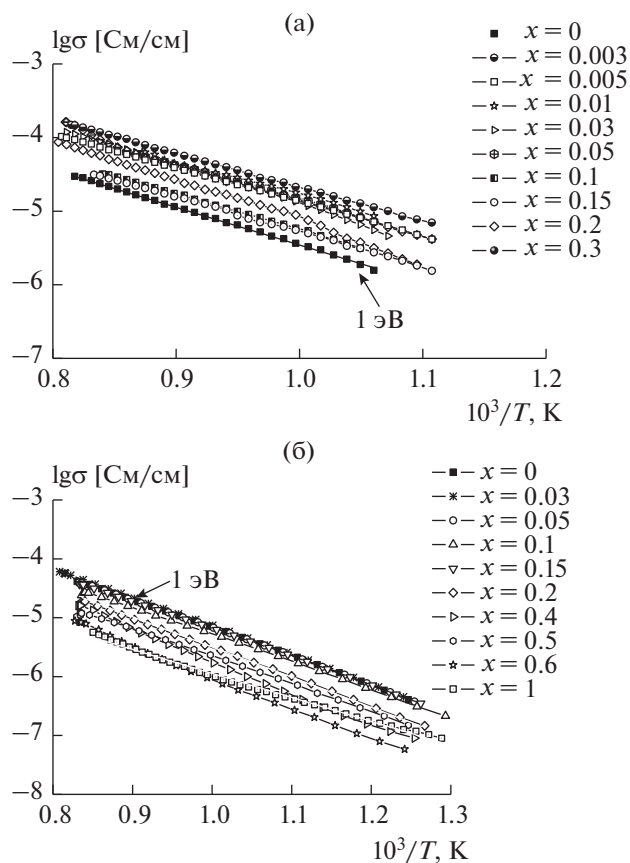 (а)
lgσ [См/см]
−3
−4
−5
−6
−7
0.8
0.9
1.0
1.1
1.2
10³/T, K
1 эВ
x = 0
x = 0.003
x = 0.005
x = 0.01
x = 0.03
x = 0.05
x = 0.1
x = 0.15
x = 0.2
x = 0.3
(б)
lgσ [См/см]
−3
−4
−5
−6
−7
−8
0.8
0.9
1.0
1.1
1.2
1.3
10³/T, K
1 эВ
x = 0
x = 0.03
x = 0.05
x = 0.1
x = 0.15
x = 0.2
x = 0.4
x = 0.5
x = 0.6
x = 1